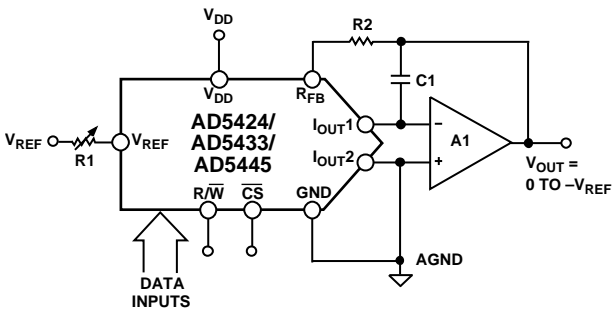 VDD
R2
C1
VDD
RFB
AD5424/
AD5433/
AD5445
IOUT1
IOUT2
VREF
R1
VREF
–
A1
+
VOUT =
0 TO –VREF
R/W̅
C̅S̅
GND
AGND
DATA
INPUTS